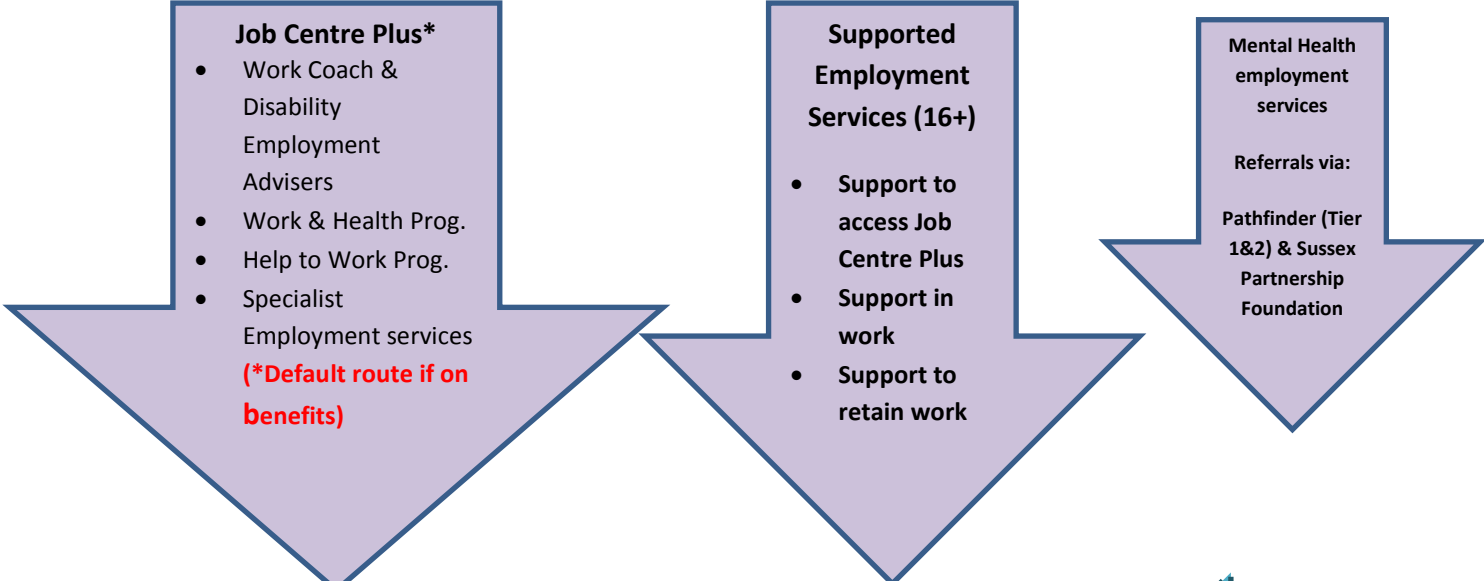 Job Centre Plus*
• Work Coach &
Disability
Employment
Advisers
• Work & Health Prog.
• Help to Work Prog.
• Specialist
Employment services
(*Default route if on
benefits)
Supported
Employment
Services (16+)
• Support to
access Job
Centre Plus
• Support in
work
• Support to
retain work
Mental Health
employment
services
Referrals via:
Pathfinder (Tier
1&2) & Sussex
Partnership
Foundation